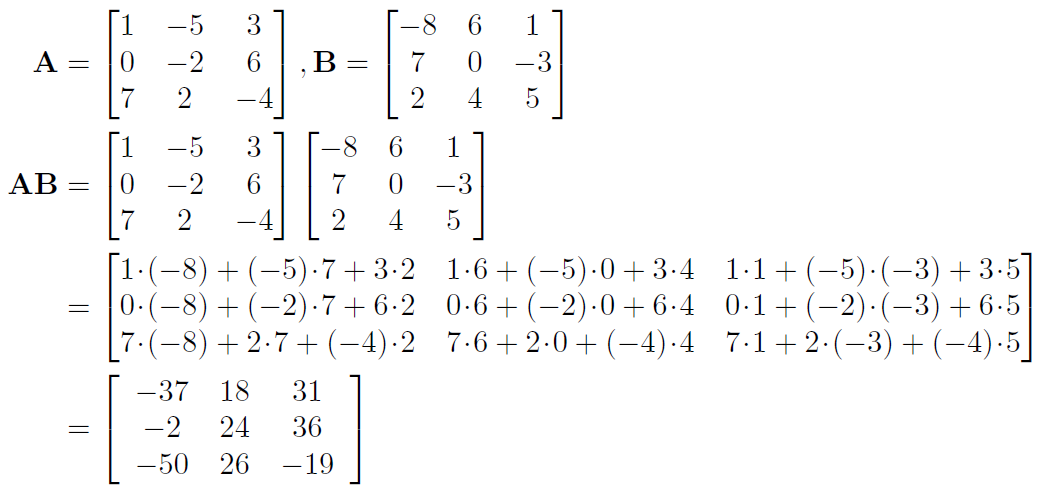 A = [1 −5 3; 0 −2 6; 7 2 −4], B = [−8 6 1; 7 0 −3; 2 4 5]
AB = [1 −5 3; 0 −2 6; 7 2 −4] [−8 6 1; 7 0 −3; 2 4 5]
= [1·(−8) + (−5)·7 + 3·2 1·6 + (−5)·0 + 3·4 1·1 + (−5)·(−3) + 3·5
0·(−8) + (−2)·7 + 6·2 0·6 + (−2)·0 + 6·4 0·1 + (−2)·(−3) + 6·5
7·(−8) + 2·7 + (−4)·2 7·6 + 2·0 + (−4)·4 7·1 + 2·(−3) + (−4)·5]
= [−37 18 31
−2 24 36
−50 26 −19]